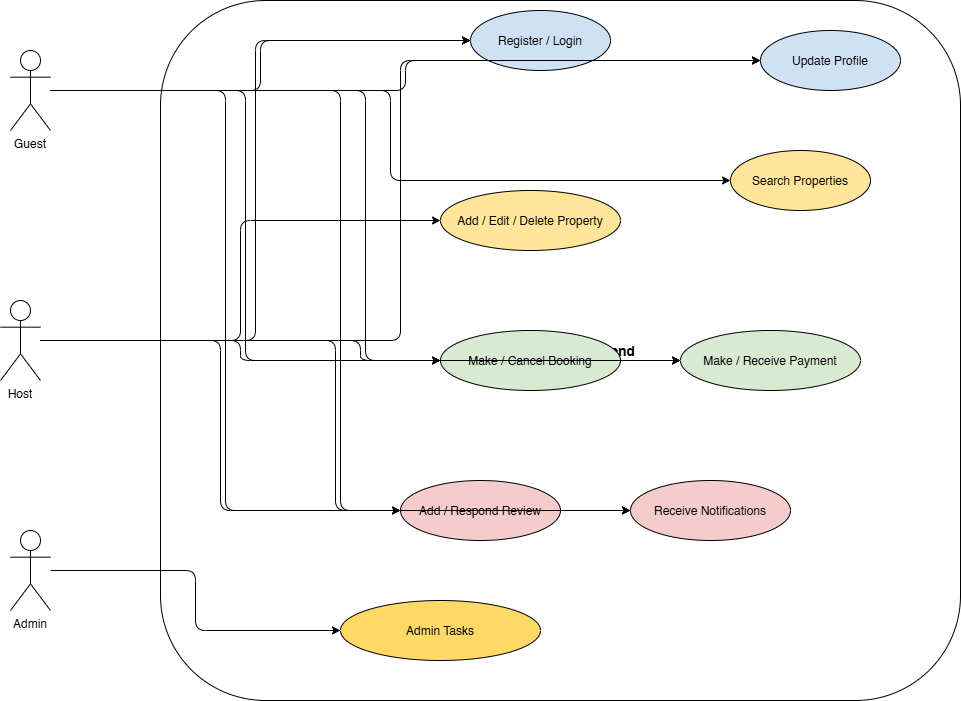 Register / Login
Update Profile
Guest
Search Properties
Add / Edit / Delete Property
Make / Cancel Booking
Make / Receive Payment
Host
Add / Respond Review
Receive Notifications
Admin
Admin Tasks